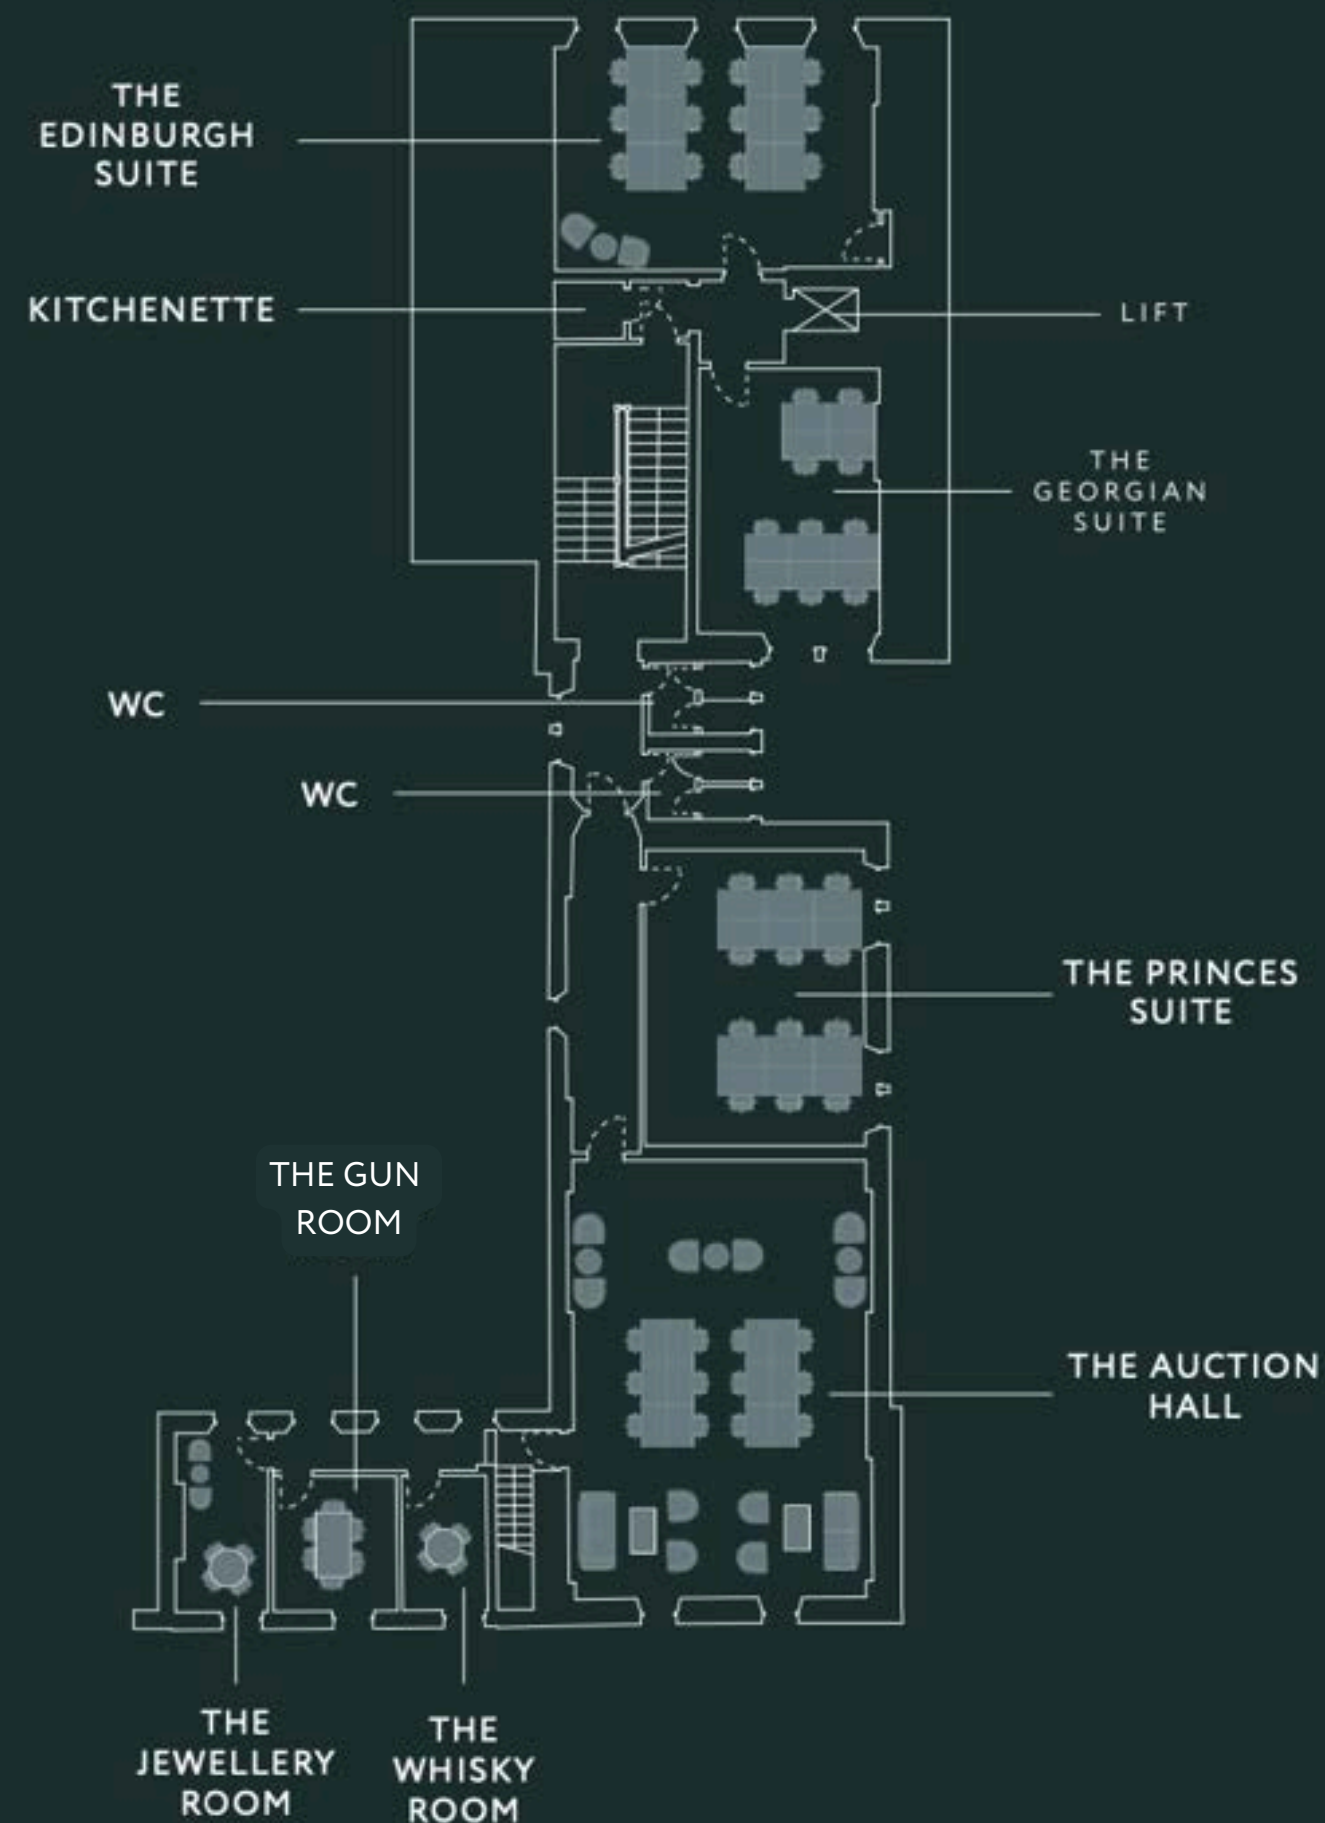 THE
EDINBURGH
SUITE
KITCHENETTE
LIFT
THE
GEORGIAN
SUITE
WC
WC
THE PRINCES
SUITE
THE GUN
ROOM
THE AUCTION
HALL
THE
JEWELLERY
ROOM
THE
WHISKY
ROOM